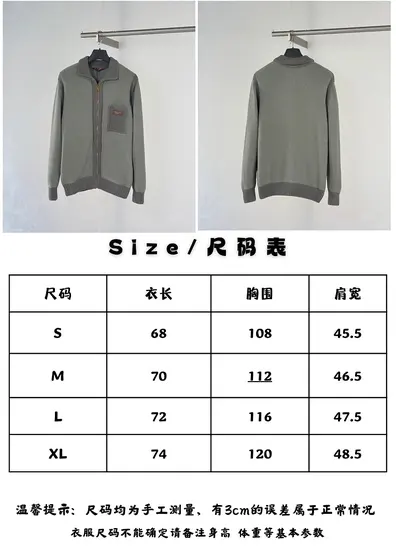 Size/尺码表
尺码 衣长 胸围 肩宽
S 68 108 45.5
M 70 112 46.5
L 72 116 47.5
XL 74 120 48.5
温馨提示：尺码均为手工测量、有3cm的误差属于正常情况
衣服尺码不能确定请备注身高 体重等基本参数